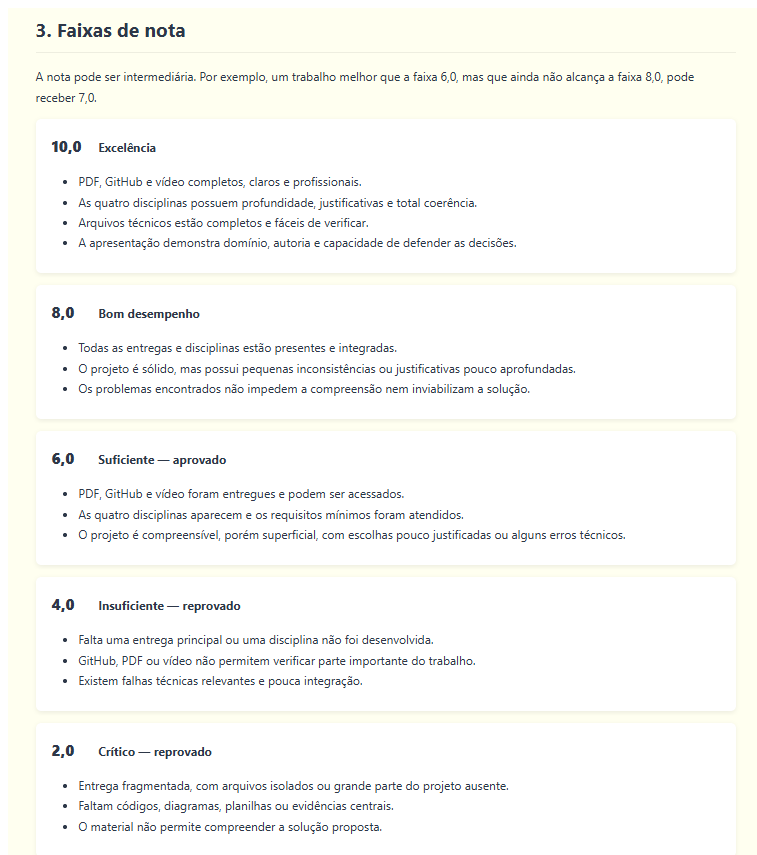 3. Faixas de nota
A nota pode ser intermediária. Por exemplo, um trabalho melhor que a faixa 6,0, mas que ainda não alcança a faixa 8,0, pode
receber 7,0.
10,0 Excelência
• PDF, GitHub e vídeo completos, claros e profissionais.
• As quatro disciplinas possuem profundidade, justificativas e total coerência.
• Arquivos técnicos estão completos e fáceis de verificar.
• A apresentação demonstra domínio, autoria e capacidade de defender as decisões.
8,0 Bom desempenho
• Todas as entregas e disciplinas estão presentes e integradas.
• O projeto é sólido, mas possui pequenas inconsistências ou justificativas pouco aprofundadas.
• Os problemas encontrados não impedem a compreensão nem inviabilizam a solução.
6,0 Suficiente — aprovado
• PDF, GitHub e vídeo foram entregues e podem ser acessados.
• As quatro disciplinas aparecem e os requisitos mínimos foram atendidos.
• O projeto é compreensível, porém superficial, com escolhas pouco justificadas ou alguns erros técnicos.
4,0 Insuficiente — reprovado
• Falta uma entrega principal ou uma disciplina não foi desenvolvida.
• GitHub, PDF ou vídeo não permitem verificar parte importante do trabalho.
• Existem falhas técnicas relevantes e pouca integração.
2,0 Crítico — reprovado
• Entrega fragmentada, com arquivos isolados ou grande parte do projeto ausente.
• Faltam códigos, diagramas, planilhas ou evidências centrais.
• O material não permite compreender a solução proposta.